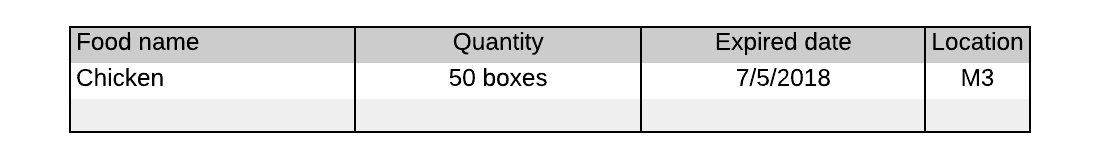 Food name Quantity Expired date Location
Chicken 50 boxes 7/5/2018 M3